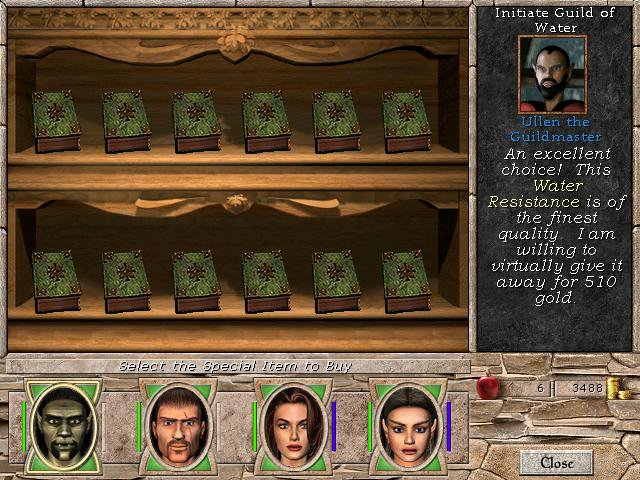 Initiate Guild of
Water
Ullen the
Guildmaster
An excellent
choice! This
Water
Resistance is of
the finest
quality. I am
willing to
virtually give it
away for 510
gold.
Select the Special Item to Buy
6 3488
Close